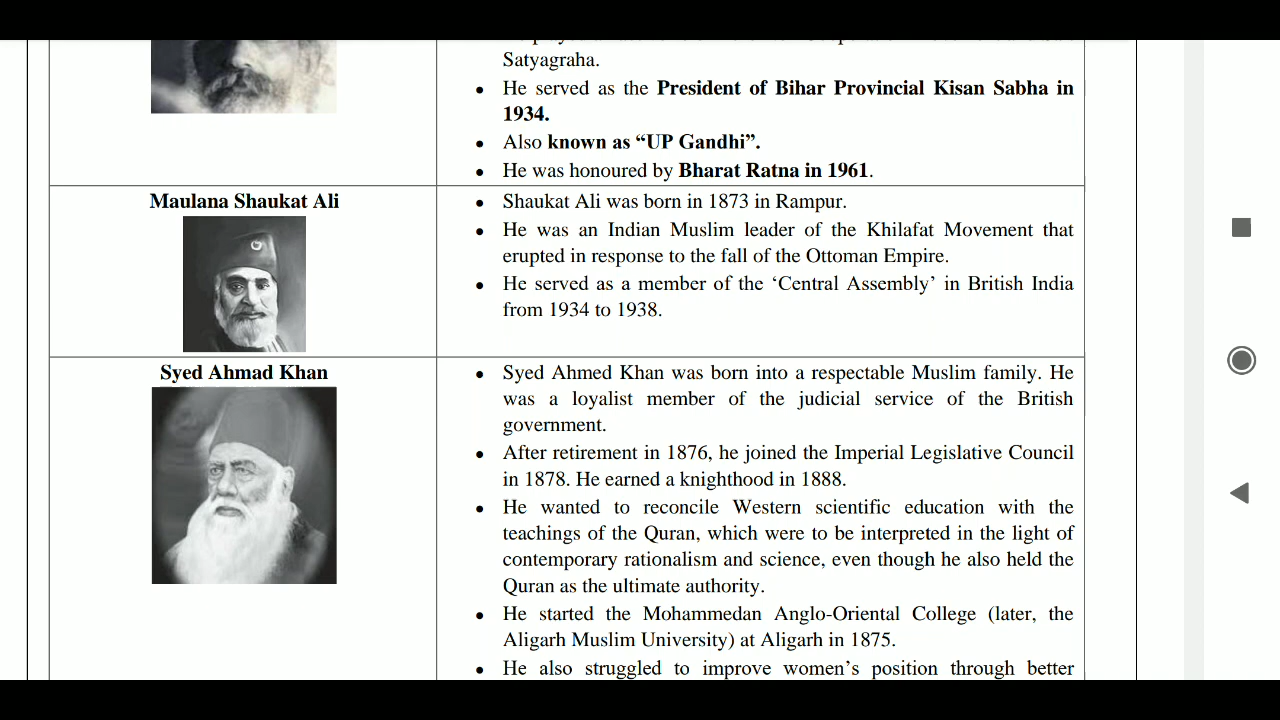 Satyagraha.
• He served as the President of Bihar Provincial Kisan Sabha in
1934.
• Also known as “UP Gandhi”.
• He was honoured by Bharat Ratna in 1961.
Maulana Shaukat Ali
• Shaukat Ali was born in 1873 in Rampur.
• He was an Indian Muslim leader of the Khilafat Movement that
erupted in response to the fall of the Ottoman Empire.
• He served as a member of the ‘Central Assembly’ in British India
from 1934 to 1938.
Syed Ahmad Khan
• Syed Ahmed Khan was born into a respectable Muslim family. He
was a loyalist member of the judicial service of the British
government.
• After retirement in 1876, he joined the Imperial Legislative Council
in 1878. He earned a knighthood in 1888.
• He wanted to reconcile Western scientific education with the
teachings of the Quran, which were to be interpreted in the light of
contemporary rationalism and science, even though he also held the
Quran as the ultimate authority.
• He started the Mohammedan Anglo-Oriental College (later, the
Aligarh Muslim University) at Aligarh in 1875.
• He also struggled to improve women’s position through better